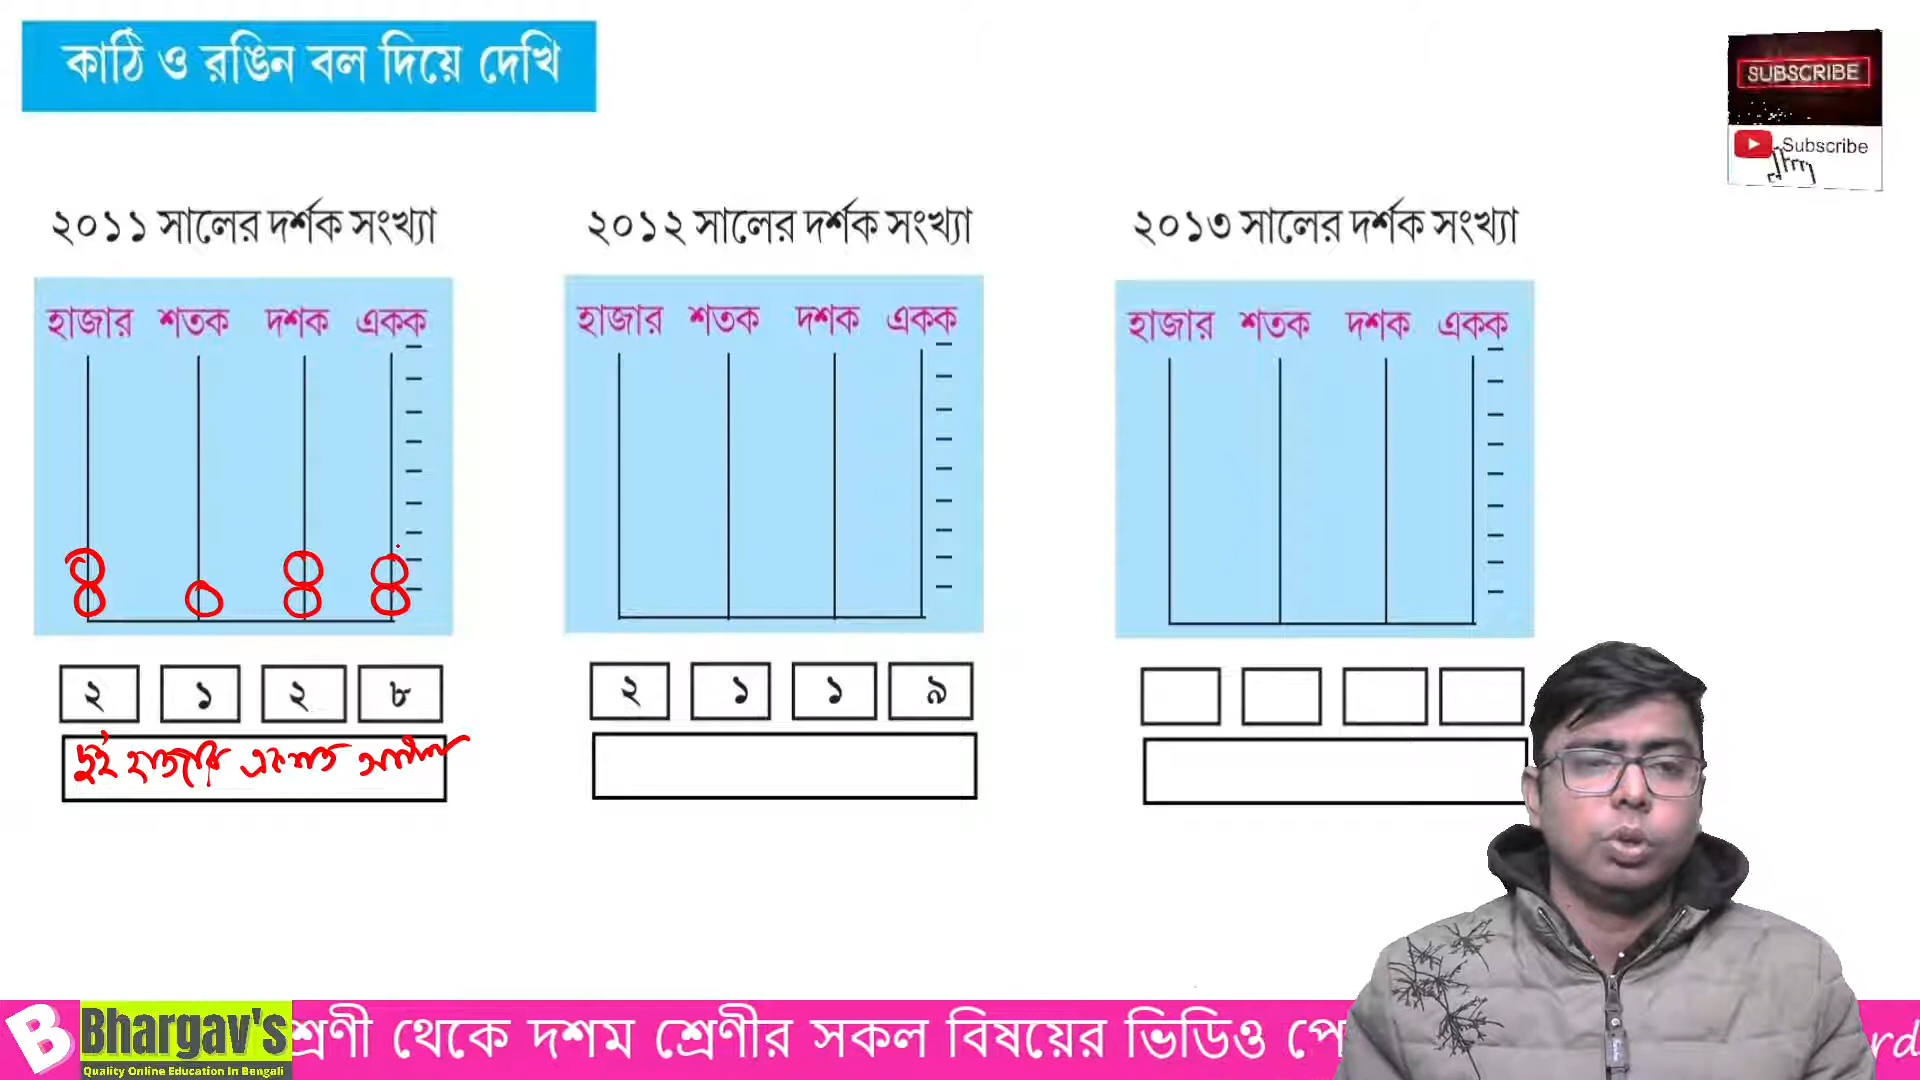 কাঠি ও রঙিন বল দিয়ে দেখি
SUBSCRIBE
Subscribe
২০১১ সালের দর্শক সংখ্যা
হাজার শতক দশক একক
২ ১ ২ ৮
দুই হাজার একশত
২০১২ সালের দর্শক সংখ্যা
হাজার শতক দশক একক
২ ১ ১ ৯
২০১৩ সালের দর্শক সংখ্যা
হাজার শতক দশক একক
B Bhargav's
Quality Online Education In Bengali
শ্রেণী থেকে দশম শ্রেণীর সকল বিষয়ের ভিডিও